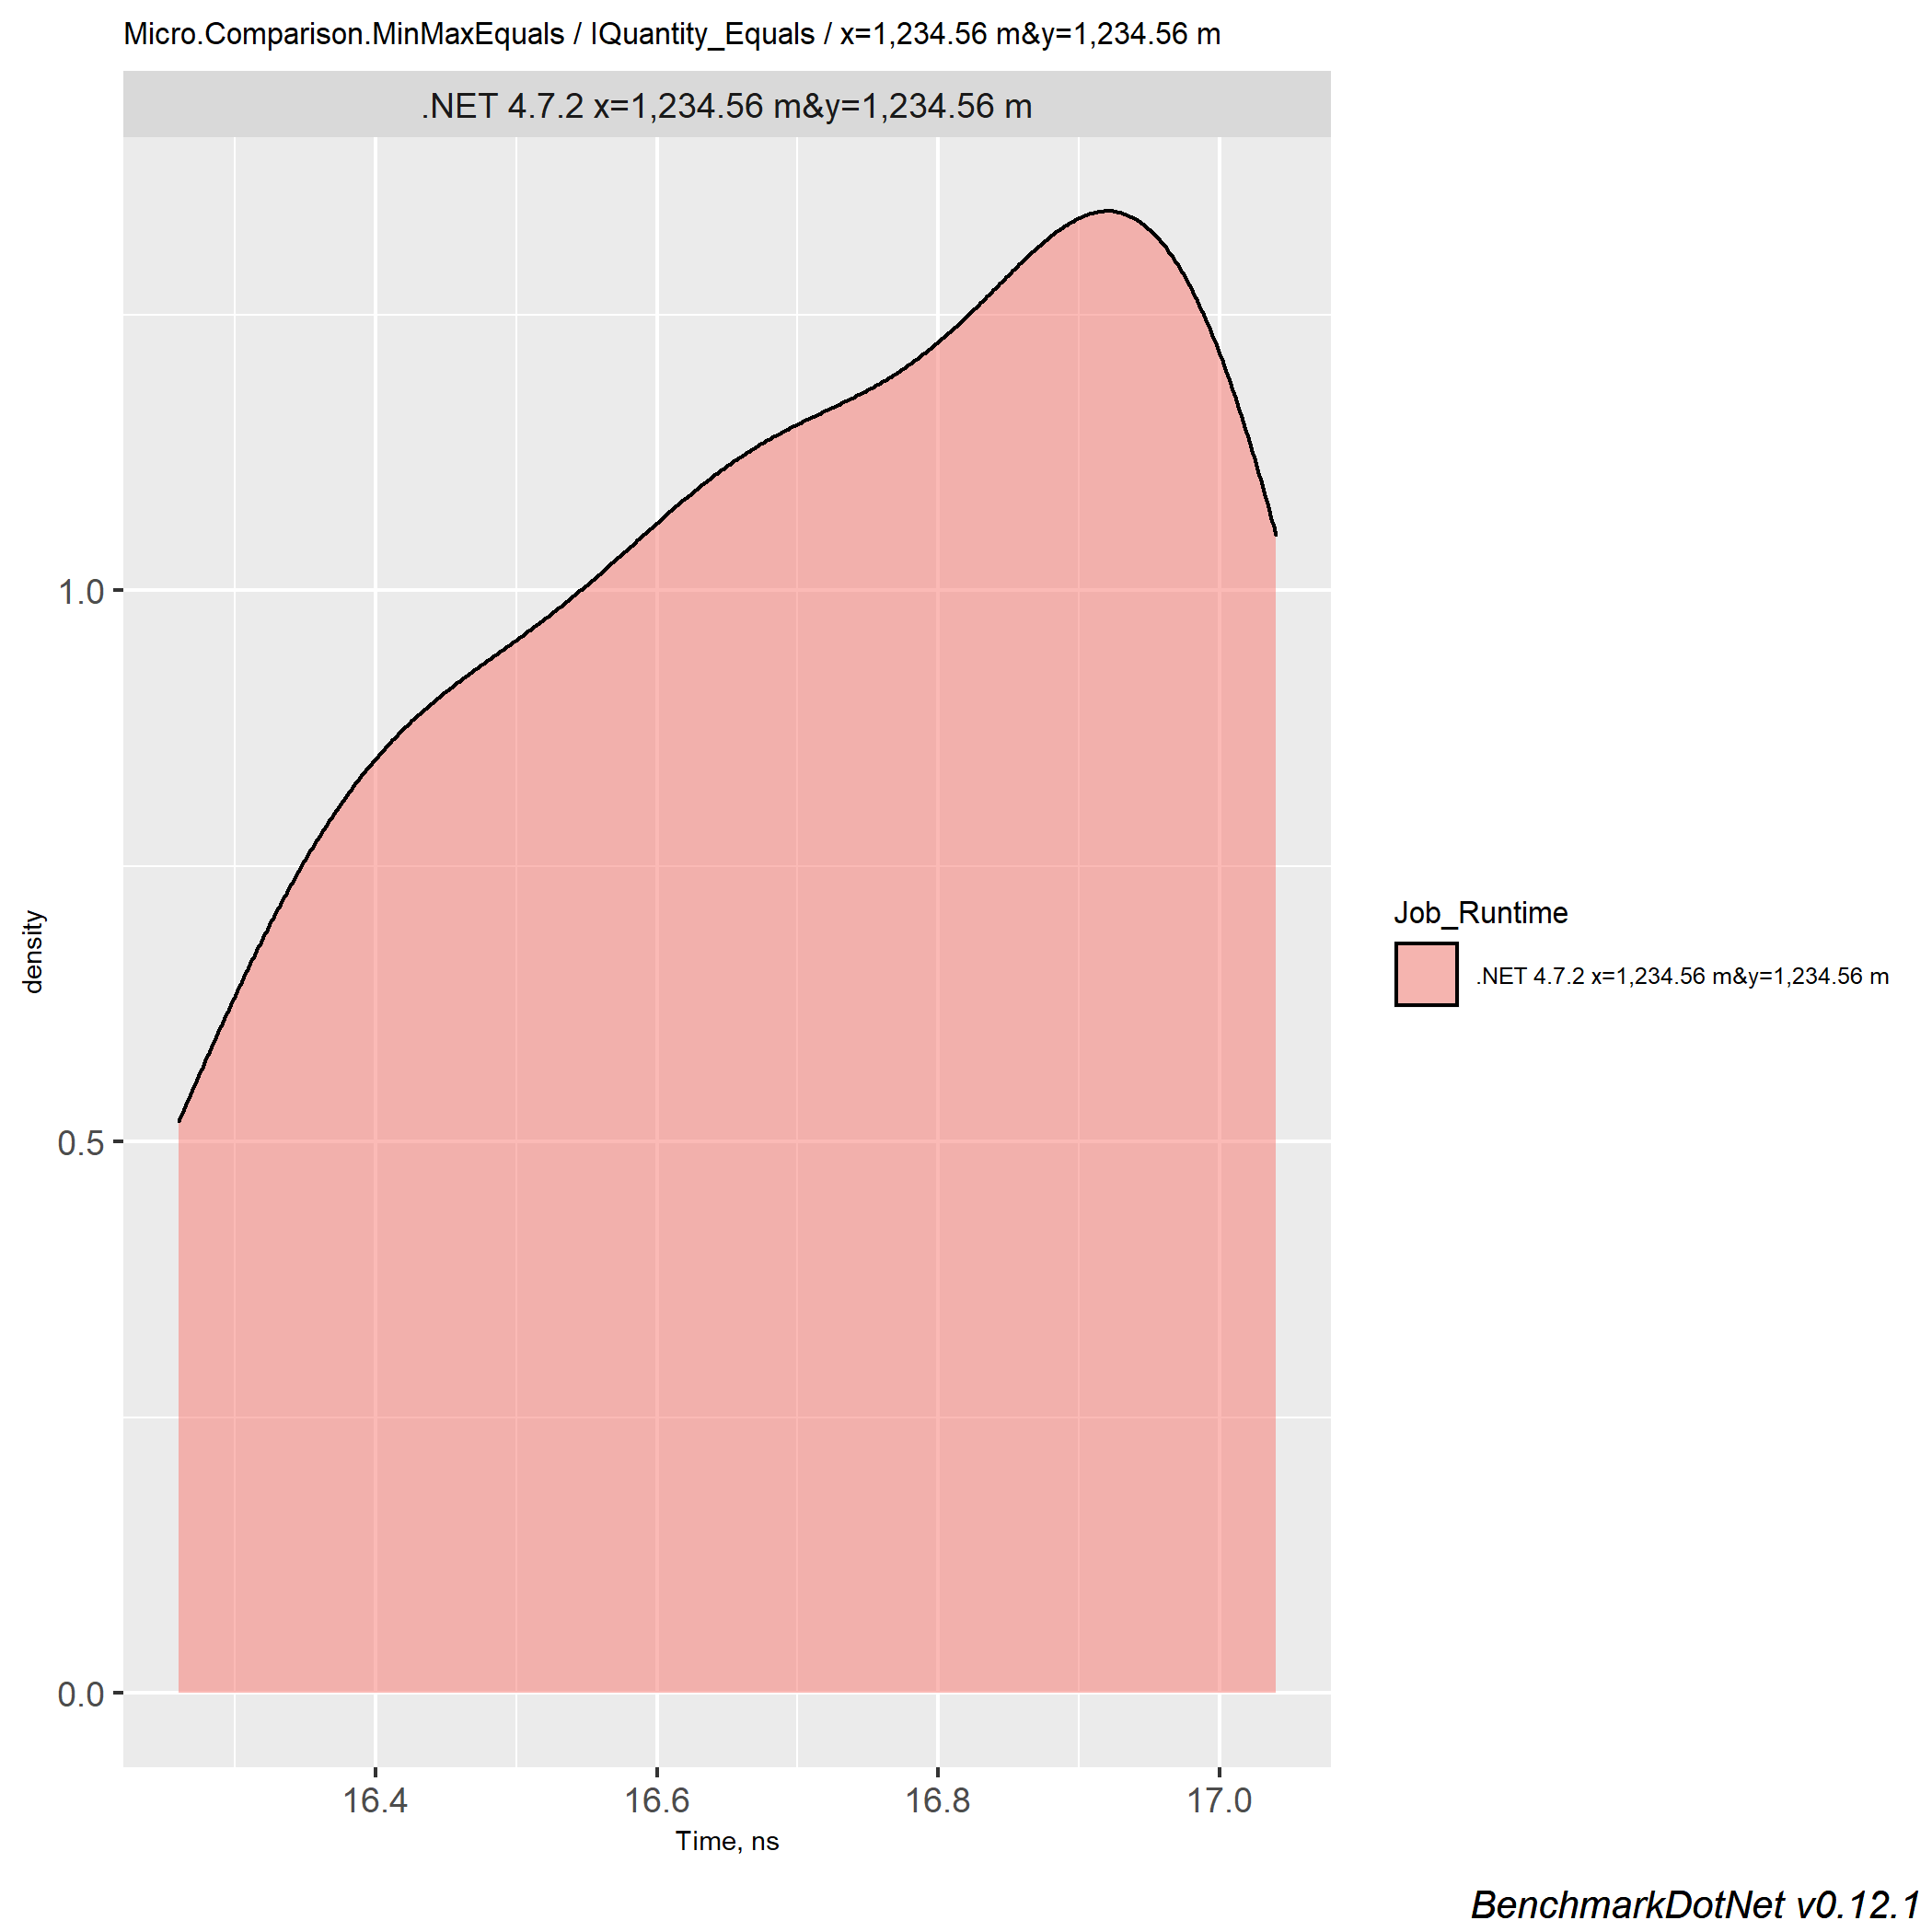 Micro.Comparison.MinMaxEquals / IQuantity_Equals / x=1,234.56 m&y=1,234.56 m
.NET 4.7.2 x=1,234.56 m&y=1,234.56 m
1.0
0.5
0.0
density
16.4 16.6 16.8 17.0
Time, ns
Job_Runtime
.NET 4.7.2 x=1,234.56 m&y=1,234.56 m
BenchmarkDotNet v0.12.1